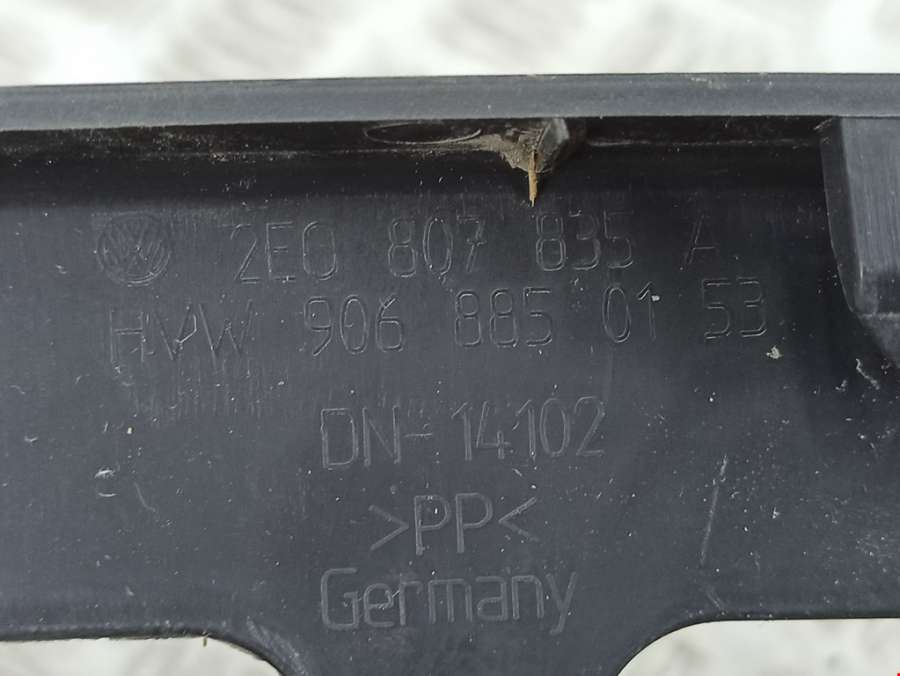 2E0 807 835 A
HVW 906 885 01 53
DN-14102
>PP<
Germany